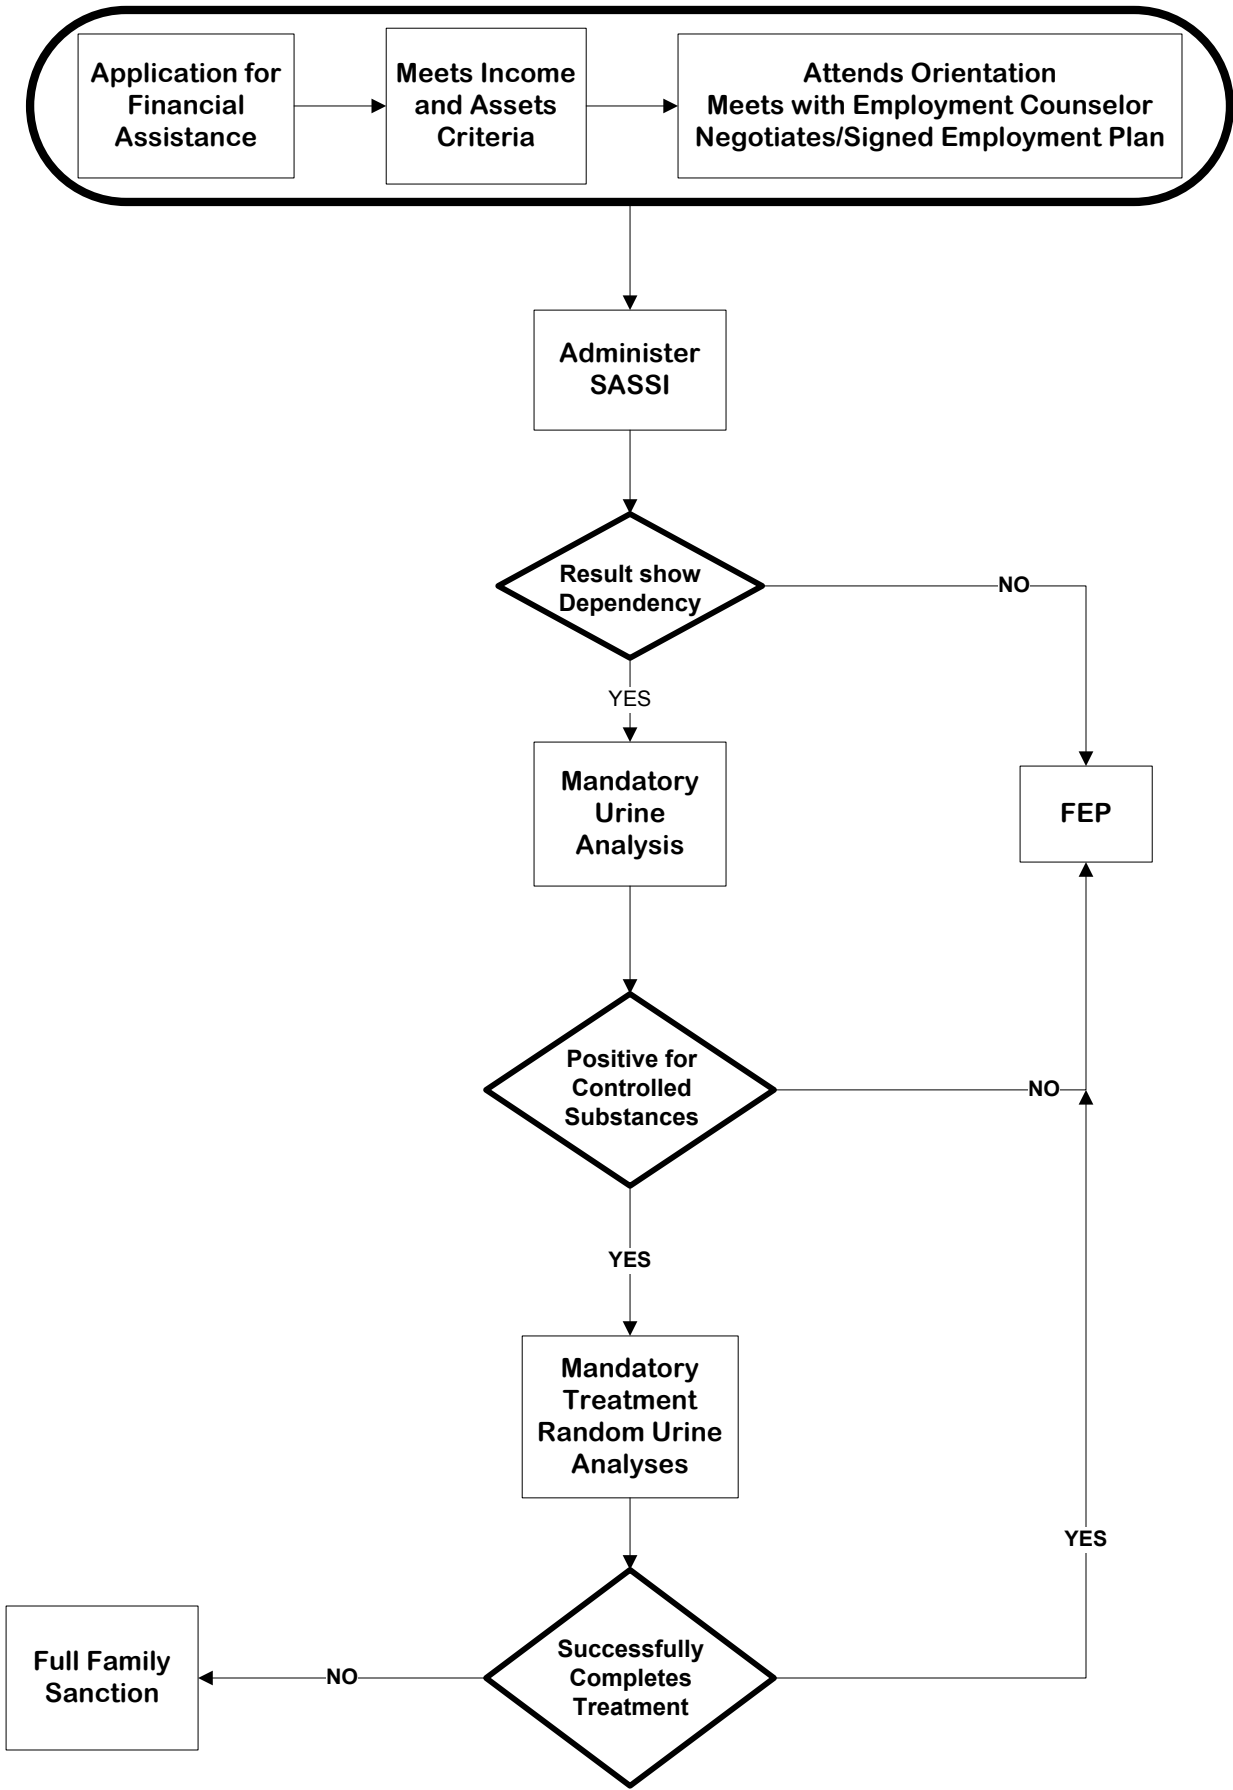 Application for
Financial
Assistance
Meets Income
and Assets
Criteria
Attends Orientation
Meets with Employment Counselor
Negotiates/Signed Employment Plan
Administer
SASSI
Result show
Dependency
NO
YES
Mandatory
Urine
Analysis
FEP
Positive for
Controlled
Substances
NO
YES
Mandatory
Treatment
Random Urine
Analyses
YES
Successfully
Completes
Treatment
NO
Full Family
Sanction